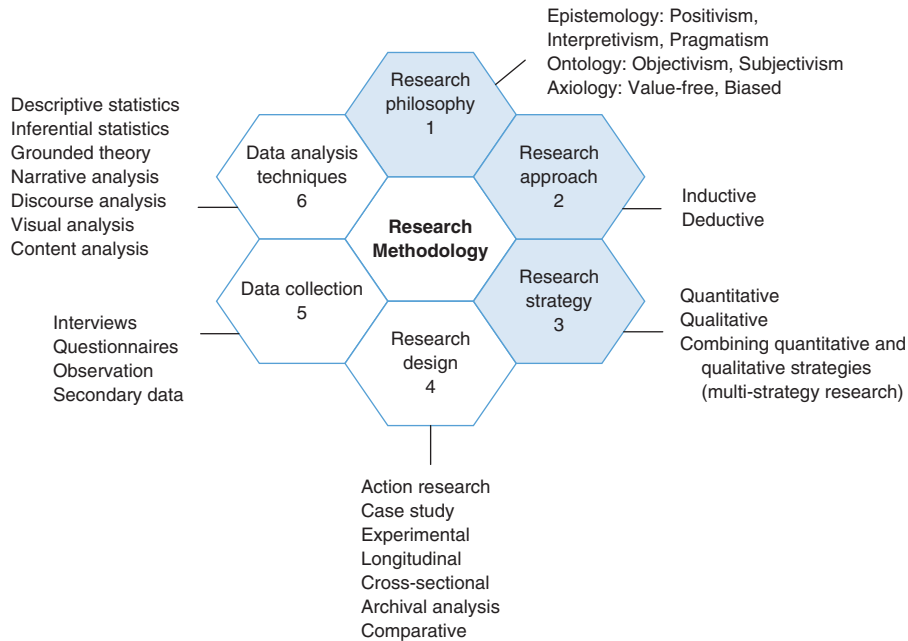 Epistemology: Positivism,
Interpretivism, Pragmatism
Ontology: Objectivism, Subjectivism
Axiology: Value-free, Biased
Research
philosophy
1
Research
approach
2
Inductive
Deductive
Research
strategy
3
Quantitative
Qualitative
Combining quantitative and
qualitative strategies
(multi-strategy research)
Research
design
4
Action research
Case study
Experimental
Longitudinal
Cross-sectional
Archival analysis
Comparative
Data collection
5
Interviews
Questionnaires
Observation
Secondary data
Data analysis
techniques
6
Descriptive statistics
Inferential statistics
Grounded theory
Narrative analysis
Discourse analysis
Visual analysis
Content analysis
Research
Methodology